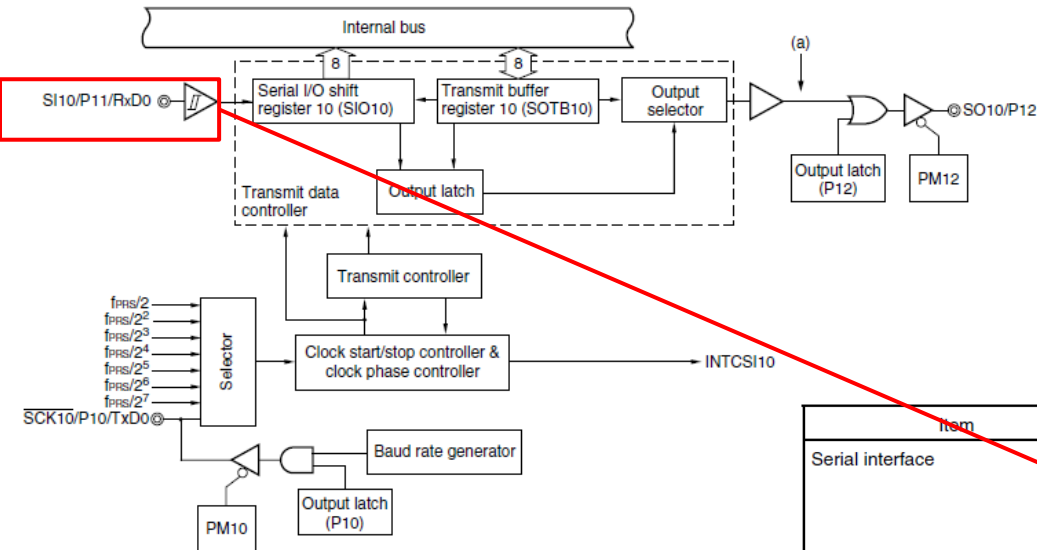 Internal bus
(a)
8
8
SI10/P11/RxD0
Serial I/O shift
register 10 (SIO10)
Transmit buffer
register 10 (SOTB10)
Output
selector
SO10/P12
Output latch
(P12)
PM12
Output latch
Transmit data
controller
Transmit controller
fPRS/2
fPRS/2²
fPRS/2³
fPRS/2⁴
fPRS/2⁵
fPRS/2⁶
fPRS/2⁷
Selector
Clock start/stop controller &
clock phase controller
INTCSI10
SCK10/P10/TxD0
Baud rate generator
Output latch
(P10)
PM10
Item
Serial interface